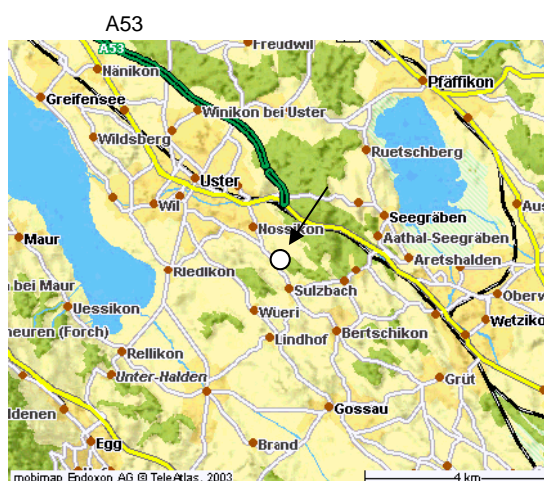 A53
A53
Freudwil
Nänikon
Pfäffikon
Greifensee
Winikon bei Uster
Wildsberg
Ruetschberg
Uster
Wil
Seegräben
Aus
Nossikon
Maur
Aathal-Seegräben
Riedikon
Aretshalden
n bei Maur
Sulzbach
Oberw
Uessikon
Wueri
Wetziko
neuren (Forch)
Lindhof
Bertschikon
Rellikon
Unter-Halden
Grüt
ldenen
Gossau
Egg
Brand
mobimap Endoxon AG © TeleAtlas, 2003
4 km